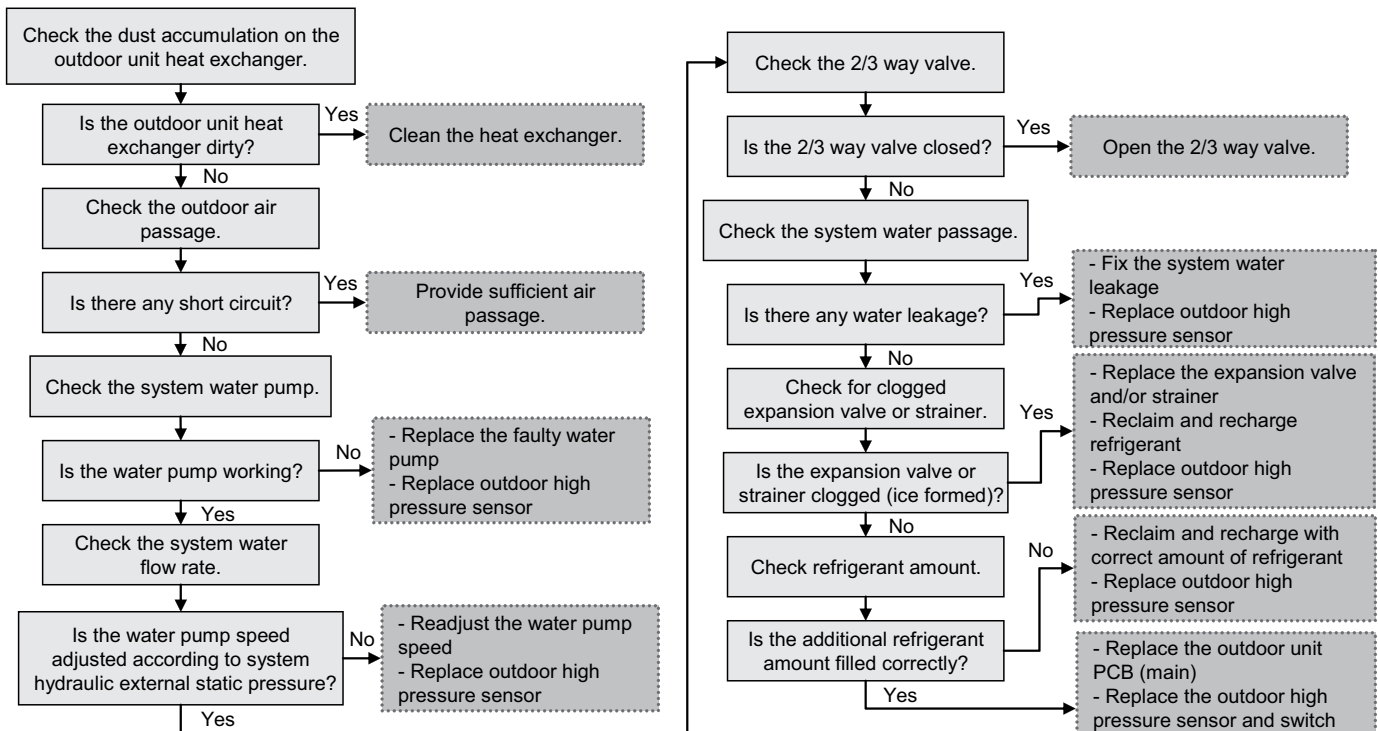 Check the dust accumulation on the
outdoor unit heat exchanger.
Is the outdoor unit heat
exchanger dirty?
Yes
Clean the heat exchanger.
No
Check the outdoor air
passage.
Is there any short circuit?
Yes
Provide sufficient air
passage.
No
Check the system water pump.
Is the water pump working?
No
- Replace the faulty water
pump
- Replace outdoor high
pressure sensor
Yes
Check the system water
flow rate.
Is the water pump speed
adjusted according to system
hydraulic external static pressure?
No
- Readjust the water pump
speed
- Replace outdoor high
pressure sensor
Yes
Check the 2/3 way valve.
Is the 2/3 way valve closed?
Yes
Open the 2/3 way valve.
No
Check the system water passage.
Is there any water leakage?
Yes
- Fix the system water
leakage
- Replace outdoor high
pressure sensor
No
Check for clogged
expansion valve or strainer.
Is the expansion valve or
strainer clogged (ice formed)?
Yes
- Replace the expansion valve
and/or strainer
- Reclaim and recharge
refrigerant
- Replace outdoor high
pressure sensor
No
Check refrigerant amount.
Is the additional refrigerant
amount filled correctly?
No
- Reclaim and recharge with
correct amount of refrigerant
- Replace outdoor high
pressure sensor
Yes
- Replace the outdoor unit
PCB (main)
- Replace the outdoor high
pressure sensor and switch